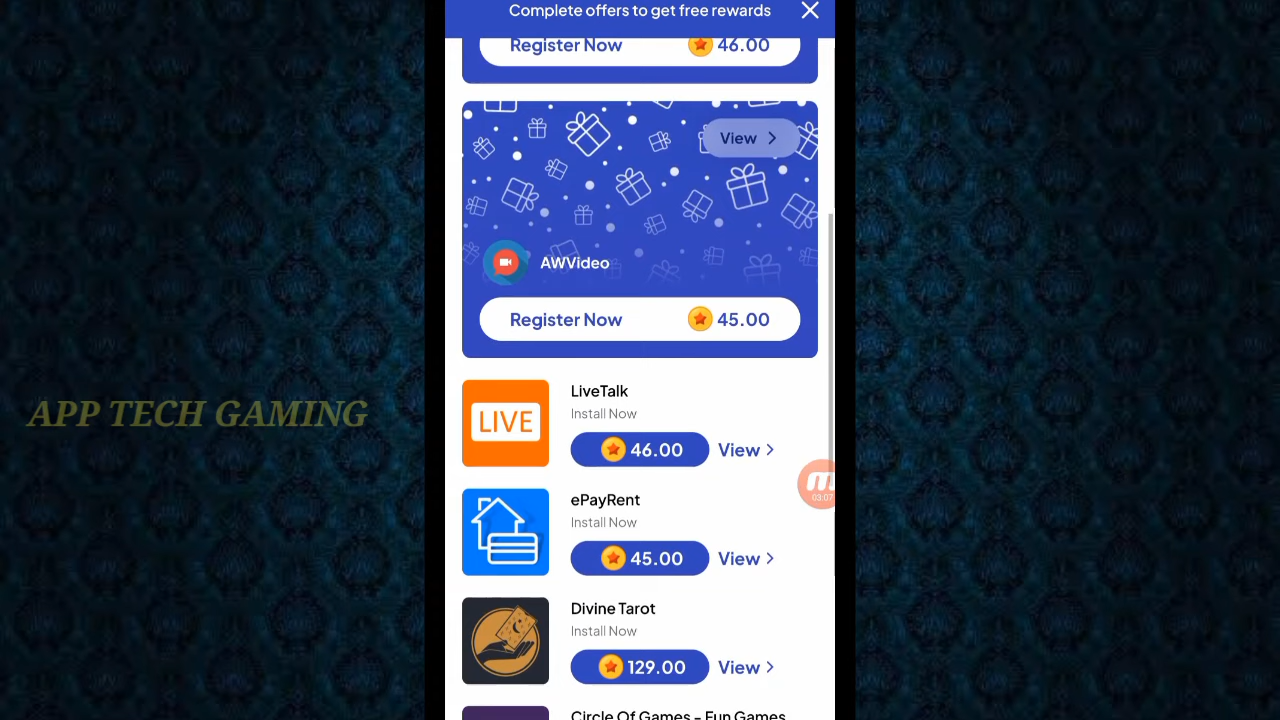 Complete offers to get free rewards
Register Now 46.00
View
AWVideo
Register Now 45.00
LIVE
LiveTalk
Install Now
46.00 View
03:07
ePayRent
Install Now
45.00 View
Divine Tarot
Install Now
129.00 View
Circle Of Games - Fun Games
APP TECH GAMING